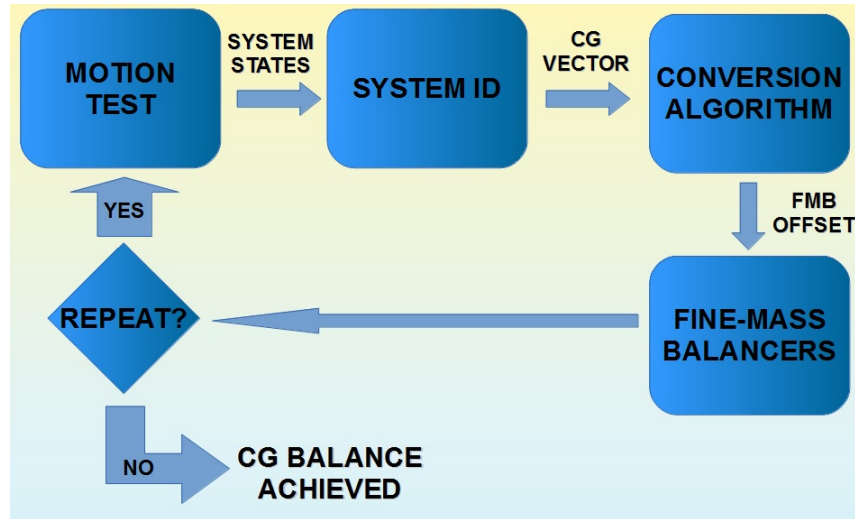 MOTION
TEST
SYSTEM
STATES
SYSTEM ID
CG
VECTOR
CONVERSION
ALGORITHM
FMB
OFFSET
FINE-MASS
BALANCERS
REPEAT?
YES
NO
CG BALANCE
ACHIEVED